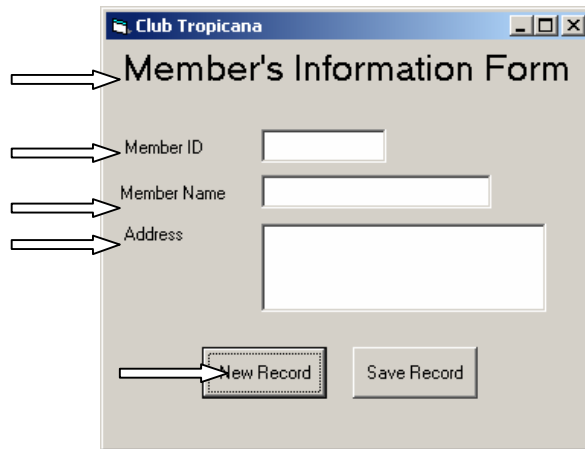 Club Tropicana
Member's Information Form
Member ID
Member Name
Address
New Record Save Record